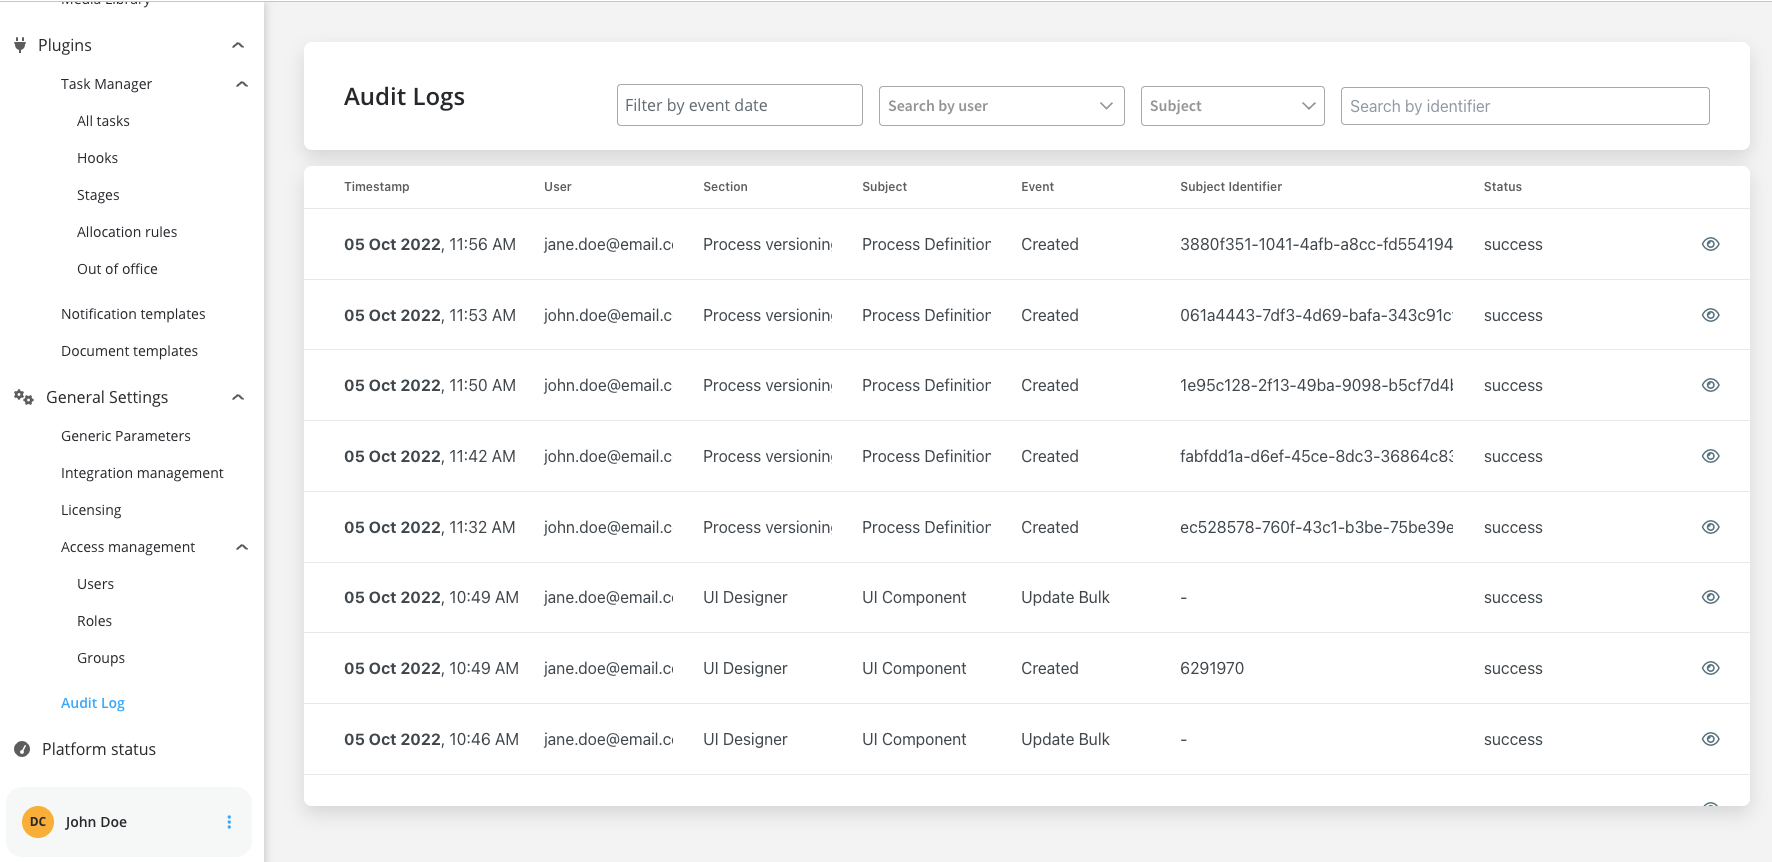 Media Library
Plugins
Task Manager
All tasks
Hooks
Stages
Allocation rules
Out of office
Notification templates
Document templates
General Settings
Generic Parameters
Integration management
Licensing
Access management
Users
Roles
Groups
Audit Log
Platform status
DC John Doe
Audit Logs Filter by event date Search by user Subject Search by identifier
Timestamp User Section Subject Event Subject Identifier Status
05 Oct 2022, 11:56 AM jane.doe@email.c Process versionin Process Definition Created 3880f351-1041-4afb-a8cc-fd554194 success
05 Oct 2022, 11:53 AM john.doe@email.c Process versionin Process Definition Created 061a4443-7df3-4d69-bafa-343c91c success
05 Oct 2022, 11:50 AM john.doe@email.c Process versionin Process Definition Created 1e95c128-2f13-49ba-9098-b5cf7d4 success
05 Oct 2022, 11:42 AM john.doe@email.c Process versionin Process Definition Created fabfdd1a-d6ef-45ce-8dc3-36864c83 success
05 Oct 2022, 11:32 AM john.doe@email.c Process versionin Process Definition Created ec528578-760f-43c1-b3be-75be39e success
05 Oct 2022, 10:49 AM jane.doe@email.c UI Designer UI Component Update Bulk - success
05 Oct 2022, 10:49 AM jane.doe@email.c UI Designer UI Component Created 6291970 success
05 Oct 2022, 10:46 AM jane.doe@email.c UI Designer UI Component Update Bulk - success